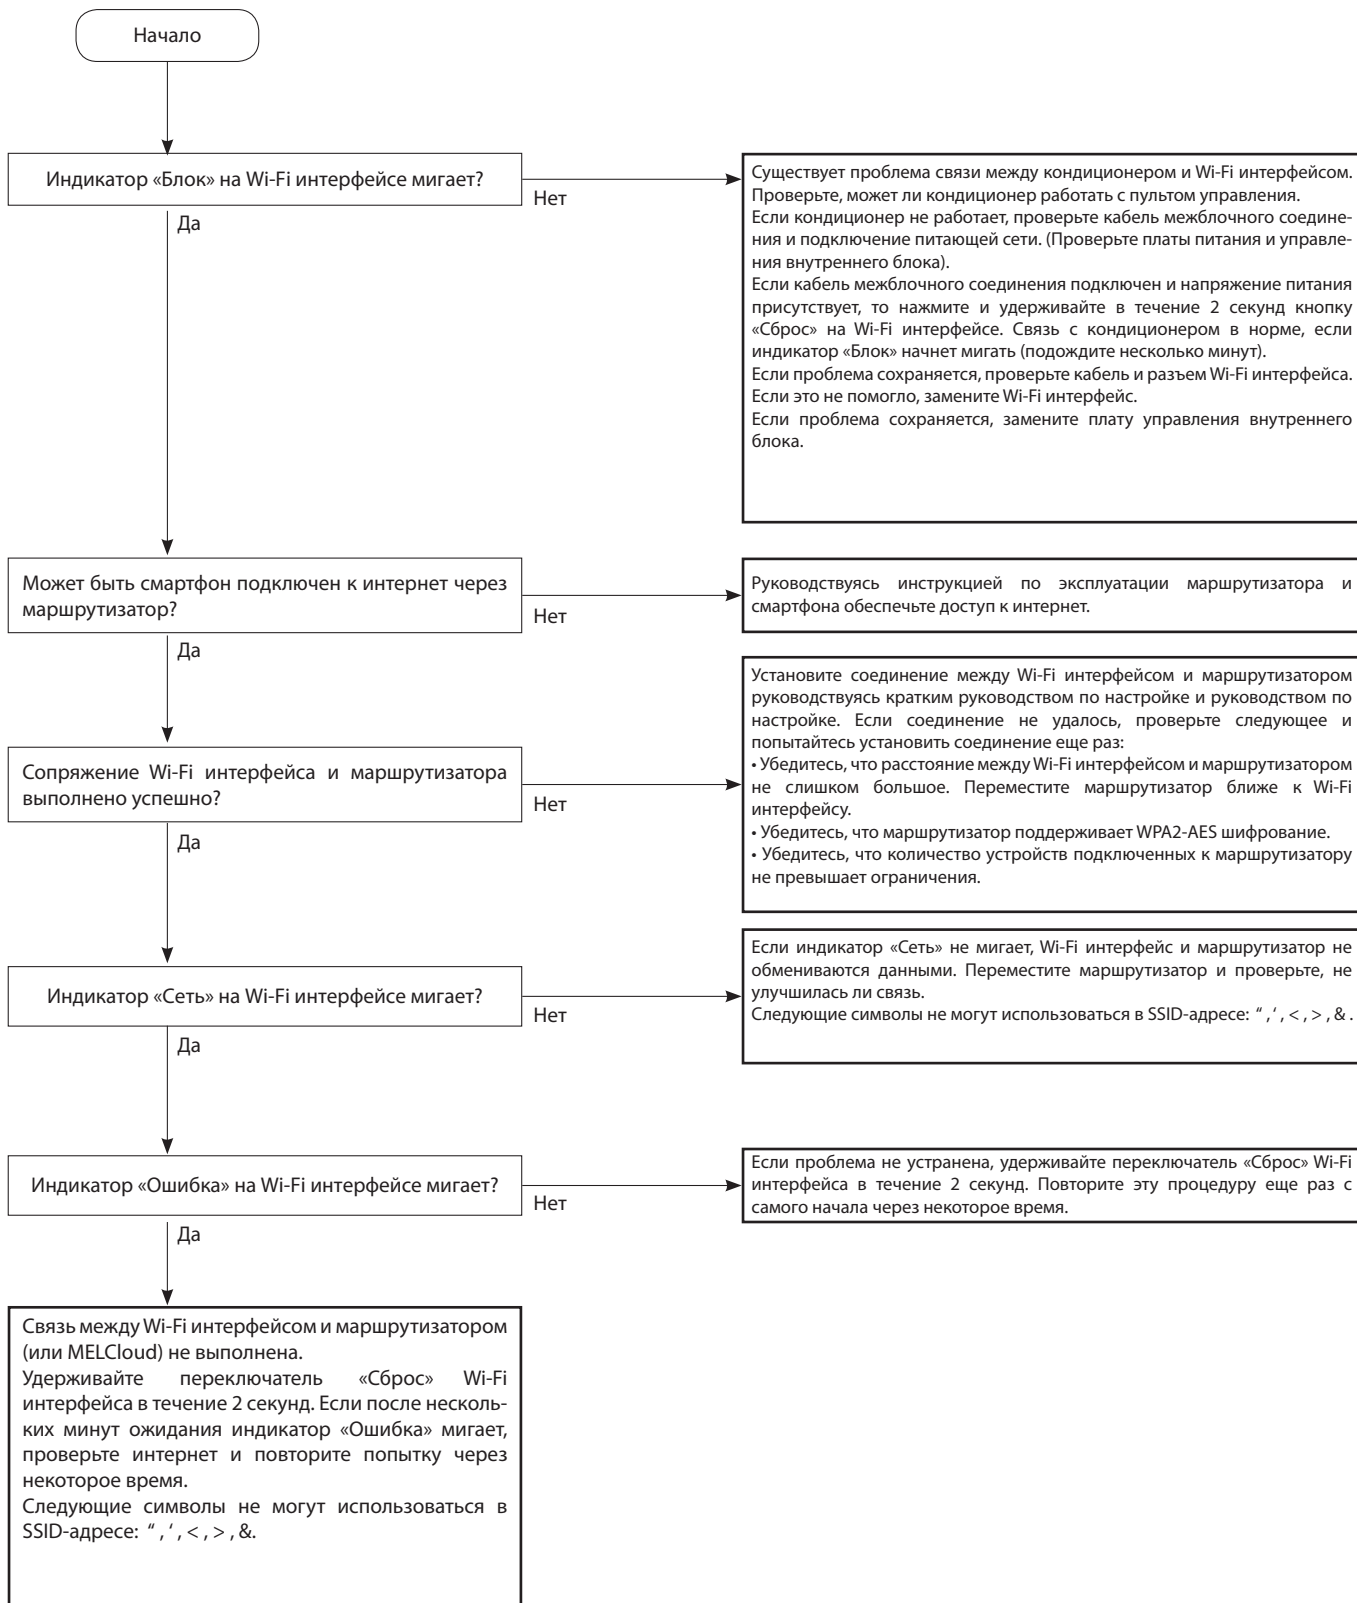 Начало
Индикатор «Блок» на Wi-Fi интерфейсе мигает?
Нет
Да
Существует проблема связи между кондиционером и Wi-Fi интерфейсом.
Проверьте, может ли кондиционер работать с пультом управления.
Если кондиционер не работает, проверьте кабель межблочного соедине-
ния и подключение питающей сети. (Проверьте платы питания и управле-
ния внутреннего блока).
Если кабель межблочного соединения подключен и напряжение питания
присутствует, то нажмите и удерживайте в течение 2 секунд кнопку
«Сброс» на Wi-Fi интерфейсе. Связь с кондиционером в норме, если
индикатор «Блок» начнет мигать (подождите несколько минут).
Если проблема сохраняется, проверьте кабель и разъем Wi-Fi интерфейса.
Если это не помогло, замените Wi-Fi интерфейс.
Если проблема сохраняется, замените плату управления внутреннего
блока.
Может быть смартфон подключен к интернет через
маршрутизатор?
Нет
Да
Руководствуясь инструкцией по эксплуатации маршрутизатора и
смартфона обеспечьте доступ к интернет.
Сопряжение Wi-Fi интерфейса и маршрутизатора
выполнено успешно?
Нет
Да
Установите соединение между Wi-Fi интерфейсом и маршрутизатором
руководствуясь кратким руководством по настройке и руководством по
настройке. Если соединение не удалось, проверьте следующее и
попытайтесь установить соединение еще раз:
• Убедитесь, что расстояние между Wi-Fi интерфейсом и маршрутизатором
не слишком большое. Переместите маршрутизатор ближе к Wi-Fi
интерфейсу.
• Убедитесь, что маршрутизатор поддерживает WPA2-AES шифрование.
• Убедитесь, что количество устройств подключенных к маршрутизатору
не превышает ограничения.
Индикатор «Сеть» на Wi-Fi интерфейсе мигает?
Нет
Да
Если индикатор «Сеть» не мигает, Wi-Fi интерфейс и маршрутизатор не
обмениваются данными. Переместите маршрутизатор и проверьте, не
улучшилась ли связь.
Следующие символы не могут использоваться в SSID-адресе: “ , ‘ , < , > , & .
Индикатор «Ошибка» на Wi-Fi интерфейсе мигает?
Нет
Да
Если проблема не устранена, удерживайте переключатель «Сброс» Wi-Fi
интерфейса в течение 2 секунд. Повторите эту процедуру еще раз с
самого начала через некоторое время.
Связь между Wi-Fi интерфейсом и маршрутизатором
(или MELCloud) не выполнена.
Удерживайте переключатель «Сброс» Wi-Fi
интерфейса в течение 2 секунд. Если после несколь-
ких минут ожидания индикатор «Ошибка» мигает,
проверьте интернет и повторите попытку через
некоторое время.
Следующие символы не могут использоваться в
SSID-адресе: “ , ‘ , < , > , &.